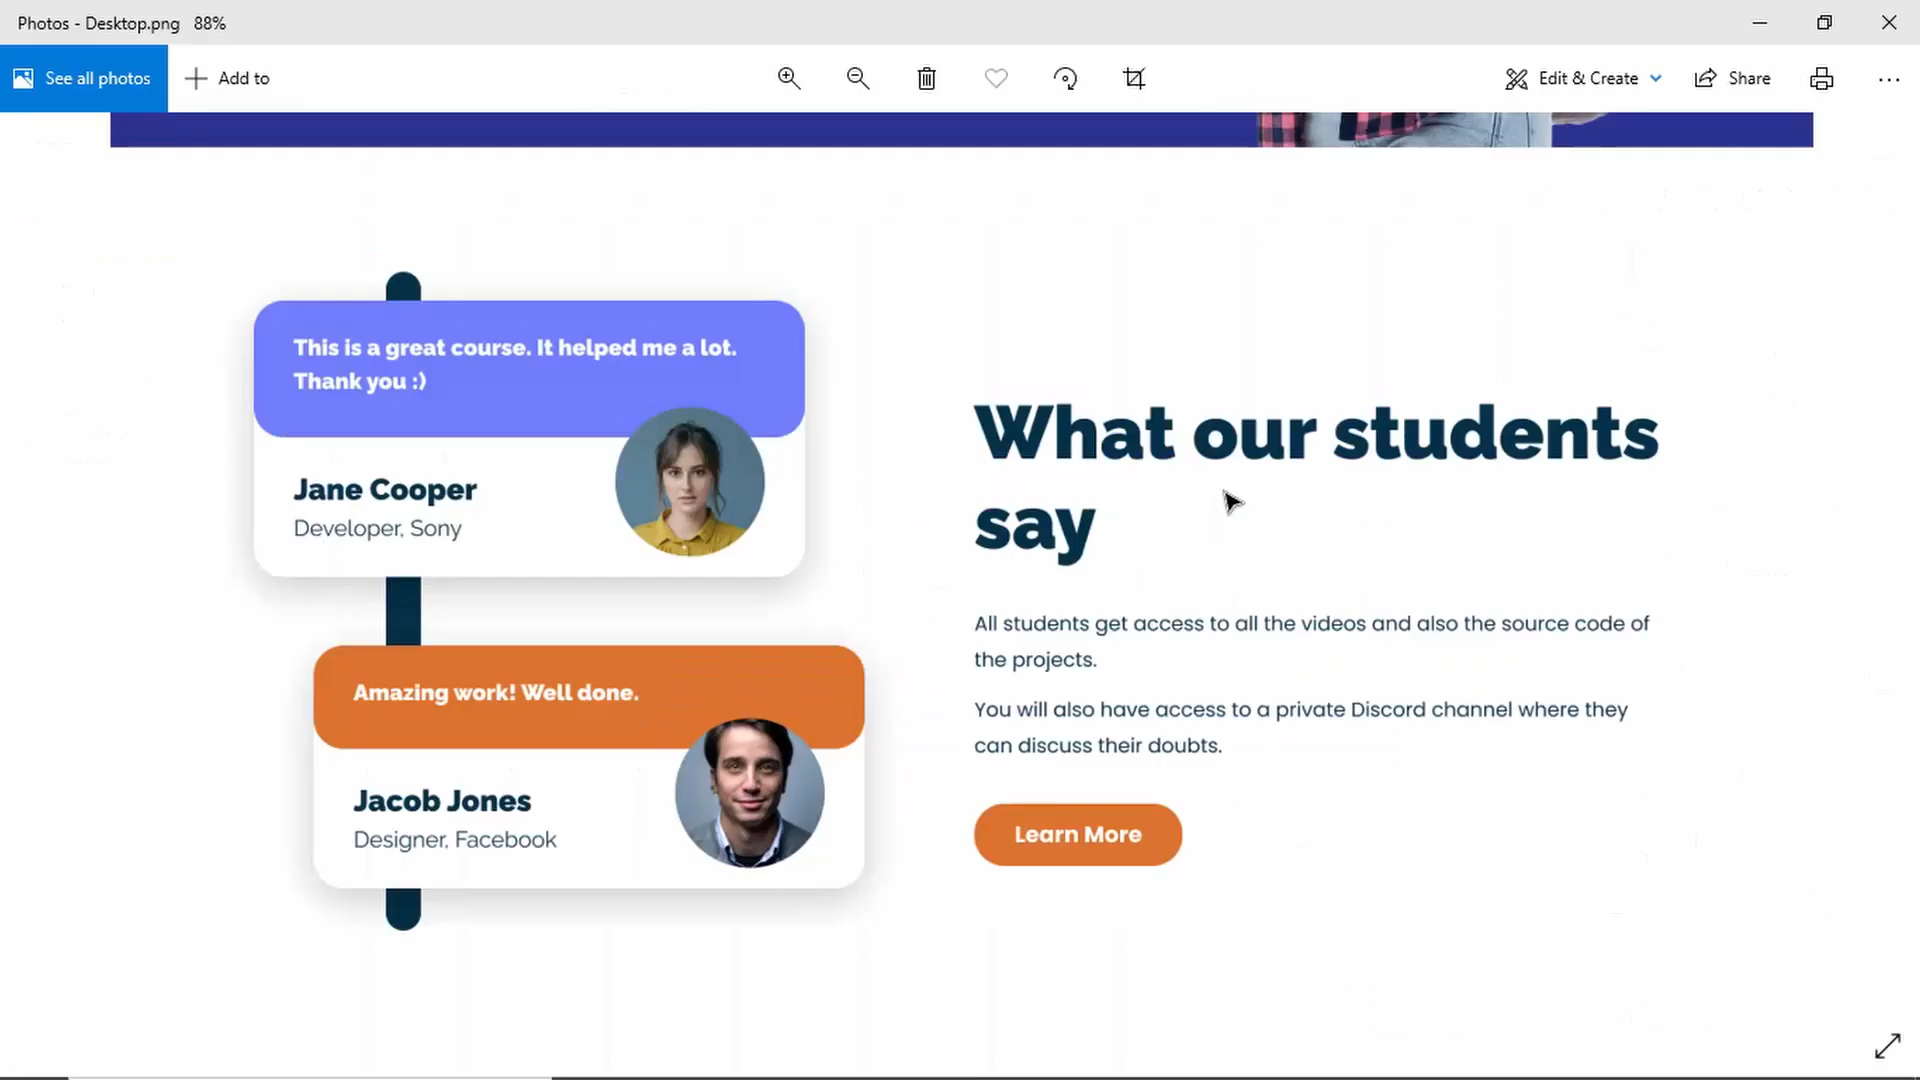 Photos - Desktop.png 88%
See all photos
Add to
Edit & Create
Share
This is a great course. It helped me a lot.
Thank you :)
Jane Cooper
Developer, Sony
Amazing work! Well done.
Jacob Jones
Designer, Facebook
What our students
say
All students get access to all the videos and also the source code of
the projects.
You will also have access to a private Discord channel where they
can discuss their doubts.
Learn More